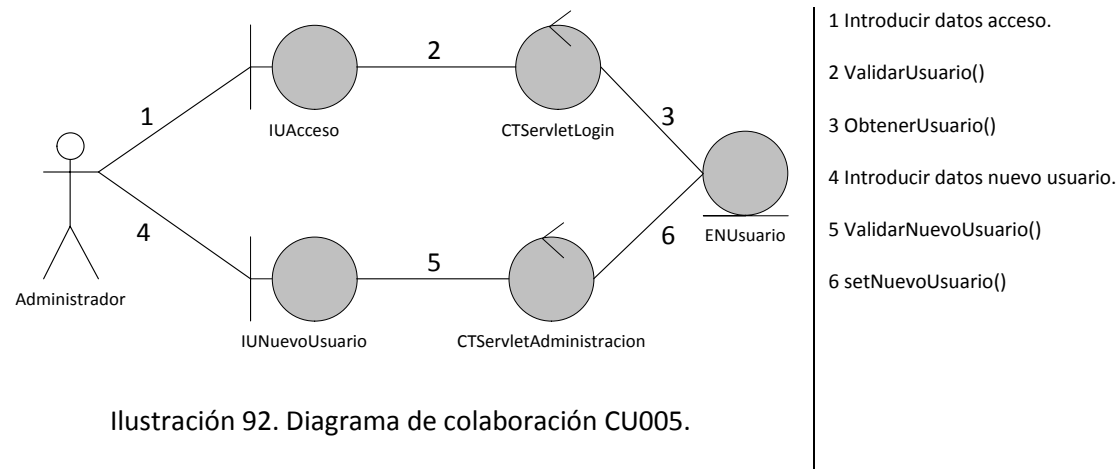 1 Introducir datos acceso.
2 ValidarUsuario()
3 ObtenerUsuario()
4 Introducir datos nuevo usuario.
5 ValidarNuevoUsuario()
6 setNuevoUsuario()
2
1
3
IUAcceso
CTServletLogin
4
5
6
ENUsuario
Administrador
IUNuevoUsuario
CTServletAdministracion
Ilustración 92. Diagrama de colaboración CU005.